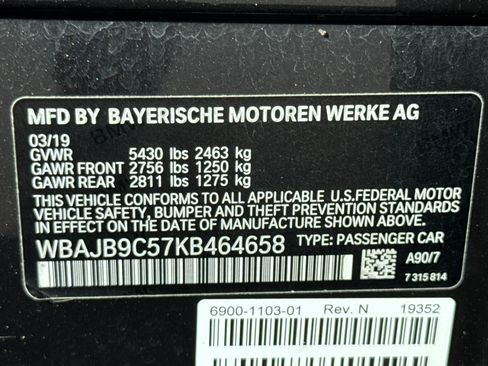 MFD BY BAYERISCHE MOTOREN WERKE AG
03/19
GVWR 5430 lbs 2463 kg
GAWR FRONT 2756 lbs 1250 kg
GAWR REAR 2811 lbs 1275 kg
THIS VEHICLE CONFORMS TO ALL APPLICABLE U.S.FEDERAL MOTOR
VEHICLE SAFETY, BUMPER AND THEFT PREVENTION STANDARDS
IN EFFECT ON THE DATE OF MANUFACTURE SHOWN ABOVE.
WBAJB9C57KB464658 TYPE: PASSENGER CAR
A90/7
7 315 814
6900-1103-01 Rev. N 19352